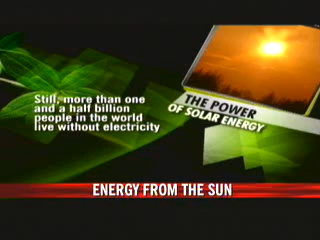 Still, more than one
and a half billion
people in the world
live without electricity
THE POWER
OF SOLAR ENERGY
ENERGY FROM THE SUN